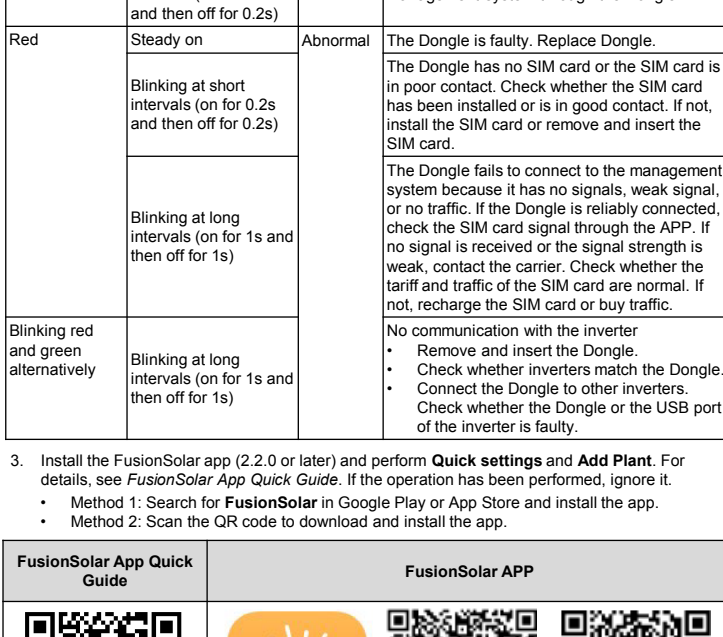 and then off for 0.2s)
Red
Steady on
Abnormal
The Dongle is faulty. Replace Dongle.
Blinking at short
intervals (on for 0.2s
and then off for 0.2s)
The Dongle has no SIM card or the SIM card is
in poor contact. Check whether the SIM card
has been installed or is in good contact. If not,
install the SIM card or remove and insert the
SIM card.
Blinking at long
intervals (on for 1s and
then off for 1s)
The Dongle fails to connect to the management
system because it has no signals, weak signal,
or no traffic. If the Dongle is reliably connected,
check the SIM card signal through the APP. If
no signal is received or the signal strength is
weak, contact the carrier. Check whether the
tariff and traffic of the SIM card are normal. If
not, recharge the SIM card or buy traffic.
Blinking red
and green
alternatively
Blinking at long
intervals (on for 1s and
then off for 1s)
No communication with the inverter
• Remove and insert the Dongle.
• Check whether inverters match the Dongle.
• Connect the Dongle to other inverters.
Check whether the Dongle or the USB port
of the inverter is faulty.
3. Install the FusionSolar app (2.2.0 or later) and perform Quick settings and Add Plant. For
details, see FusionSolar App Quick Guide. If the operation has been performed, ignore it.
• Method 1: Search for FusionSolar in Google Play or App Store and install the app.
• Method 2: Scan the QR code to download and install the app.
FusionSolar App Quick
Guide
FusionSolar APP